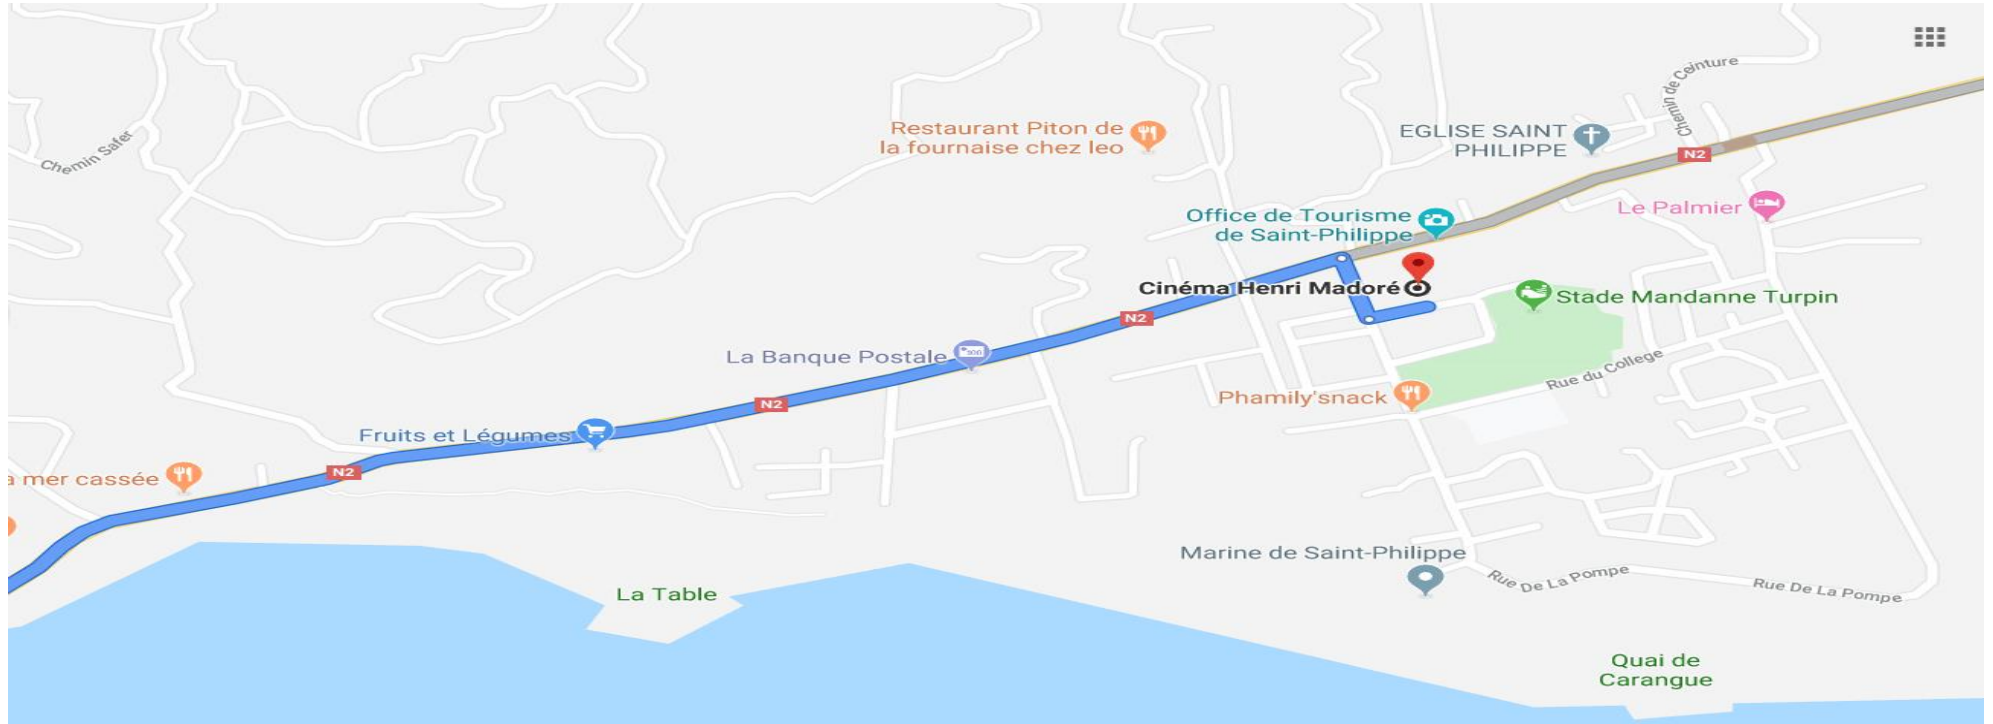 Chemin de Ceinture
Chemin Safer
Restaurant Piton de
la fournaise chez leo
EGLISE SAINT
PHILIPPE
Chemin
N2
Office de Tourisme
de Saint-Philippe
Le Palmier
Cinéma Henri Madoré
Stade Mandanne Turpin
N2
La Banque Postale
Rue du College
N2
Phamily'snack
Fruits et Légumes
N2
a mer cassée
Marine de Saint-Philippe
Rue De La Pompe
Rue De La Pompe
La Table
Quai de
Carangue